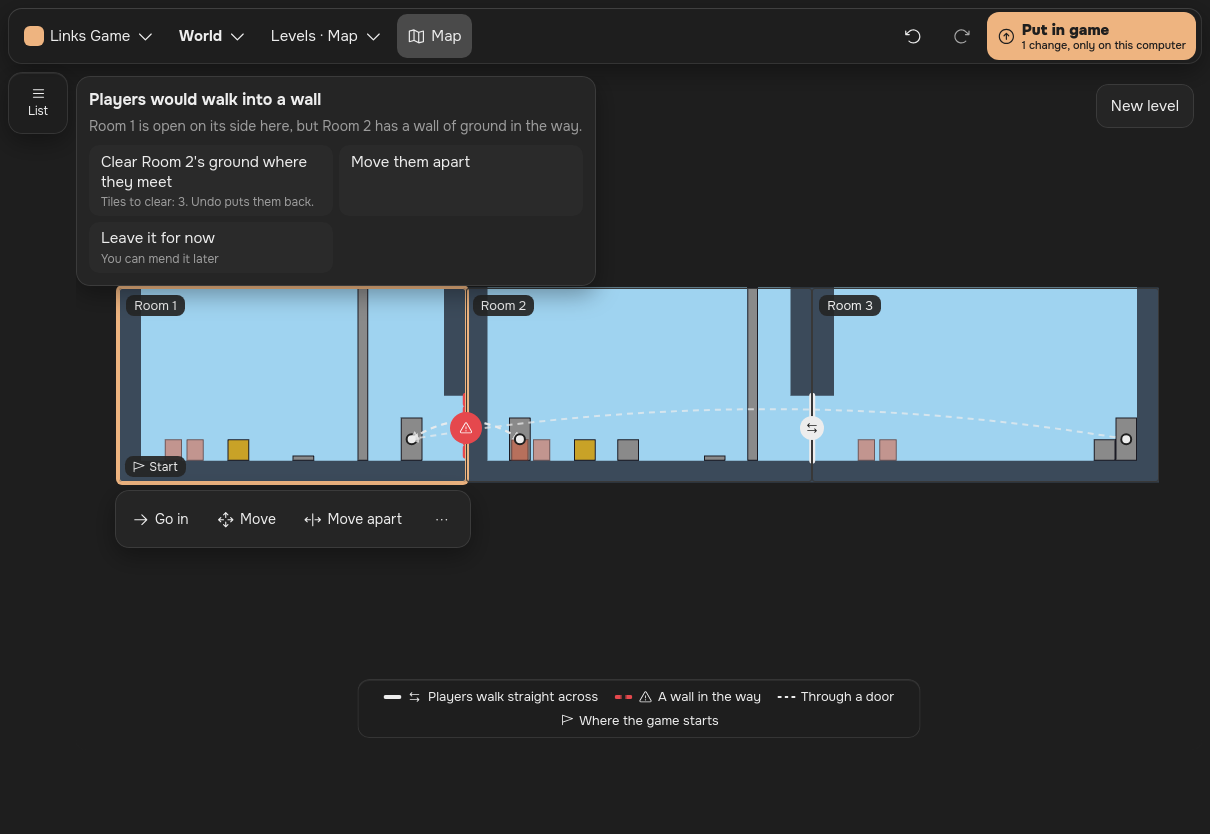 Links Game
World
Levels · Map
Map
Put in game
1 change, only on this computer
List
Players would walk into a wall
Room 1 is open on its side here, but Room 2 has a wall of ground in the way.
Clear Room 2's ground where
they meet
Tiles to clear: 3. Undo puts them back.
Move them apart
Leave it for now
You can mend it later
New level
Room 1
Room 2
Room 3
Start
Go in
Move
Move apart
...
Players walk straight across
A wall in the way
Through a door
Where the game starts